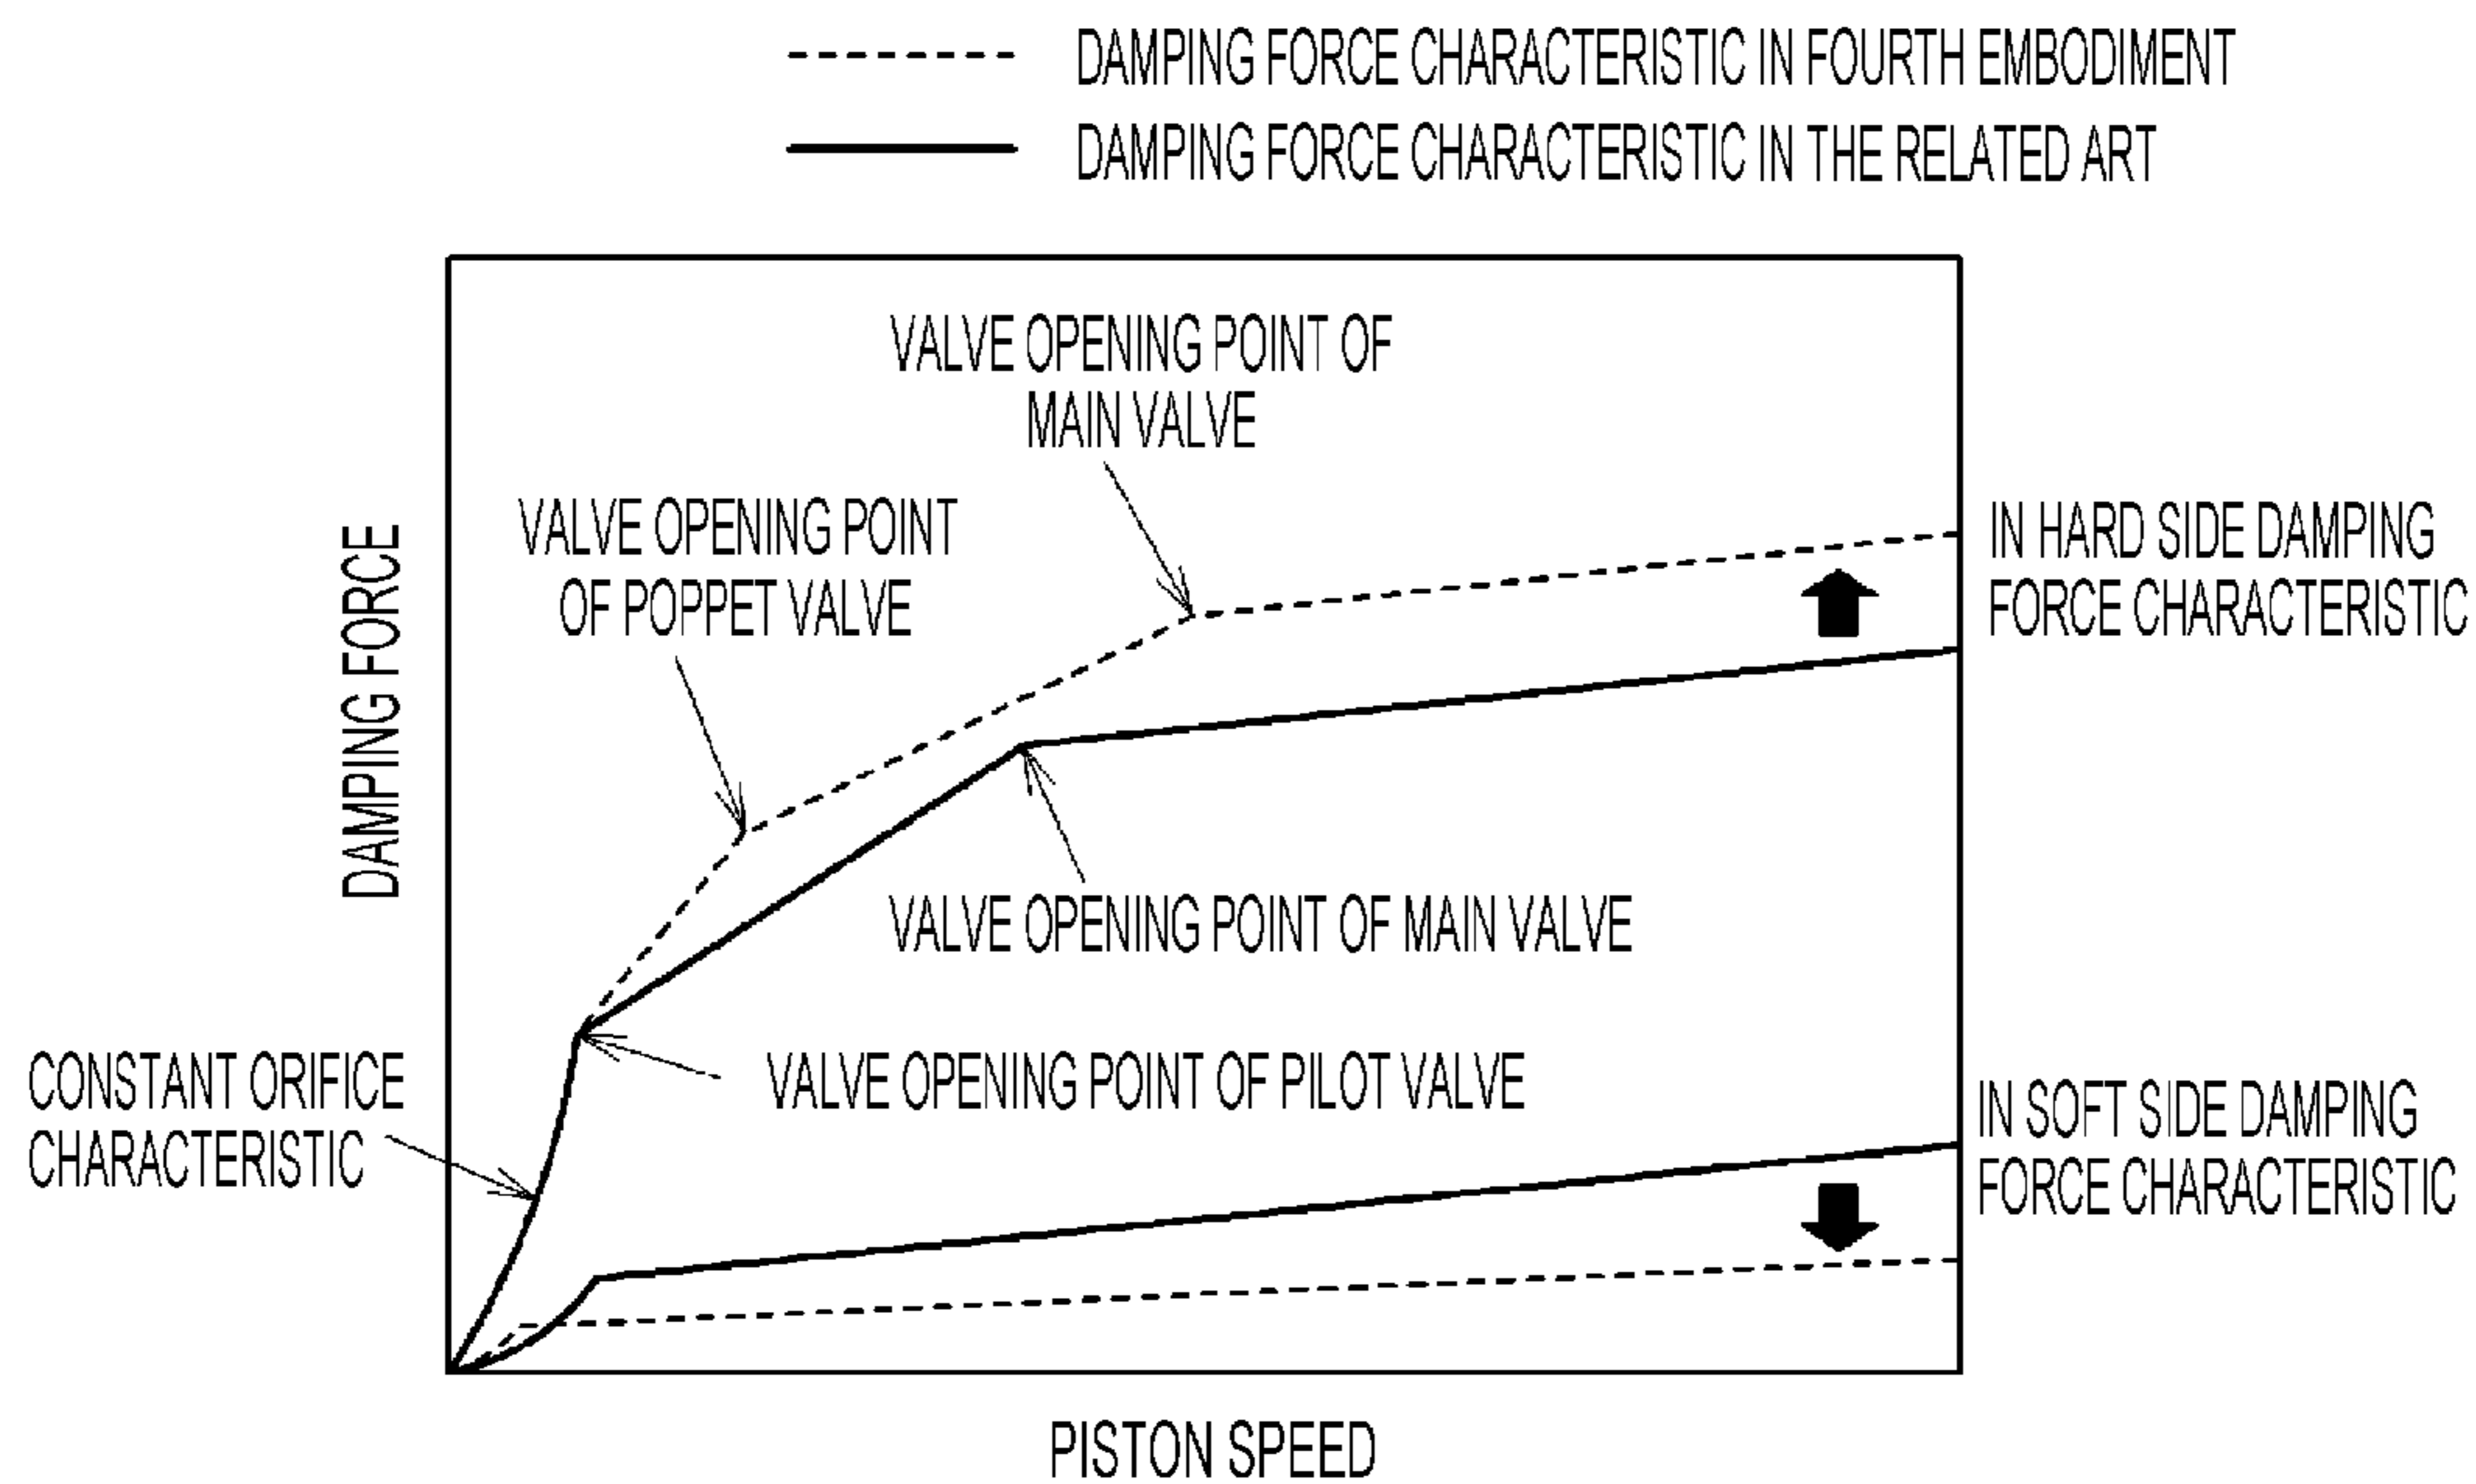 DAMPING FORCE CHARACTERISTIC IN FOURTH EMBODIMENT
DAMPING FORCE CHARACTERISTIC IN THE RELATED ART
VALVE OPENING POINT OF
MAIN VALVE
VALVE OPENING POINT
OF POPPET VALVE
IN HARD SIDE DAMPING
FORCE CHARACTERISTIC
DAMPING FORCE
VALVE OPENING POINT OF MAIN VALVE
CONSTANT ORIFICE
CHARACTERISTIC
VALVE OPENING POINT OF PILOT VALVE
IN SOFT SIDE DAMPING
FORCE CHARACTERISTIC
PISTON SPEED